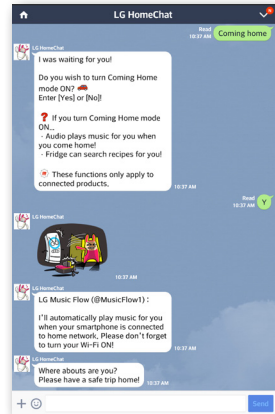 LG HomeChat
Read
10:37 AM
Coming home
LG HomeChat
I was waiting for you!
Do you wish to turn Coming Home
mode ON?
Enter [Yes] or [No]!
If you turn Coming Home mode
ON...
- Audio plays music for you when
you come home!
- Fridge can search recipes for you!
These functions only apply to
connected products.
10:37 AM
Read
10:37 AM
Y
LG HomeChat
10:37 AM
LG HomeChat
LG Music Flow (@MusicFlow1) :
I'll automatically play music for you
when your smartphone is connected
to home network, Please don't forget
to turn your Wi-Fi ON!
10:37 AM
LG HomeChat
Where abouts are you?
Please have a safe trip home!
10:37 AM
Send